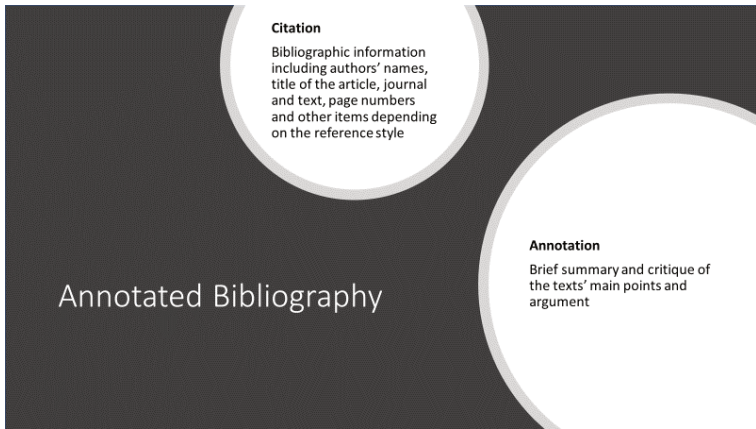 Citation
Bibliographic information
including authors’ names,
title of the article, journal
and text, page numbers
and other items depending
on the reference style
Annotation
Brief summary and critique of
the texts’ main points and
argument
Annotated Bibliography